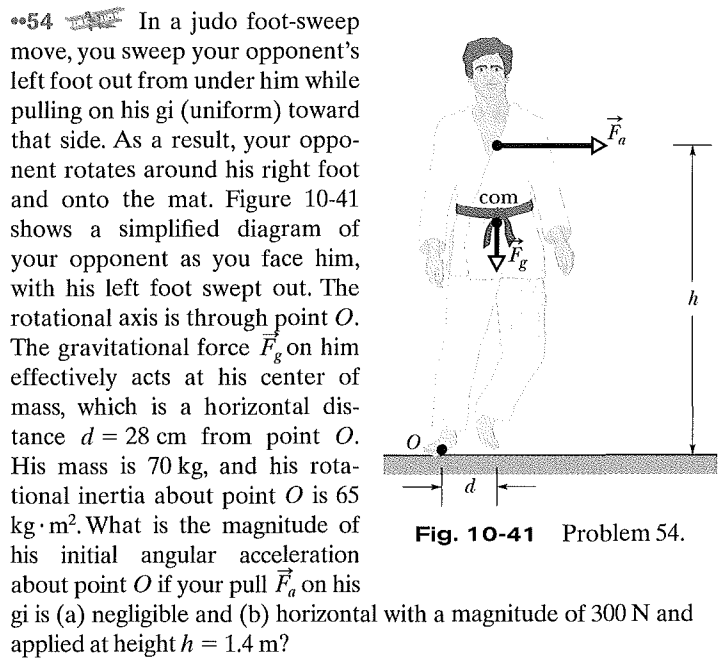 ••54 In a judo foot-sweep
move, you sweep your opponent's
left foot out from under him while
pulling on his gi (uniform) toward
that side. As a result, your oppo-
nent rotates around his right foot
and onto the mat. Figure 10-41
shows a simplified diagram of
your opponent as you face him,
with his left foot swept out. The
rotational axis is through point O.
The gravitational force F⃗g on him
effectively acts at his center of
mass, which is a horizontal dis-
tance d = 28 cm from point O.
His mass is 70 kg, and his rota-
tional inertia about point O is 65
kg·m². What is the magnitude of
his initial angular acceleration
about point O if your pull F⃗a on his
gi is (a) negligible and (b) horizontal with a magnitude of 300 N and
applied at height h = 1.4 m?
F⃗a
com
F⃗g
h
O
d
Fig. 10-41 Problem 54.